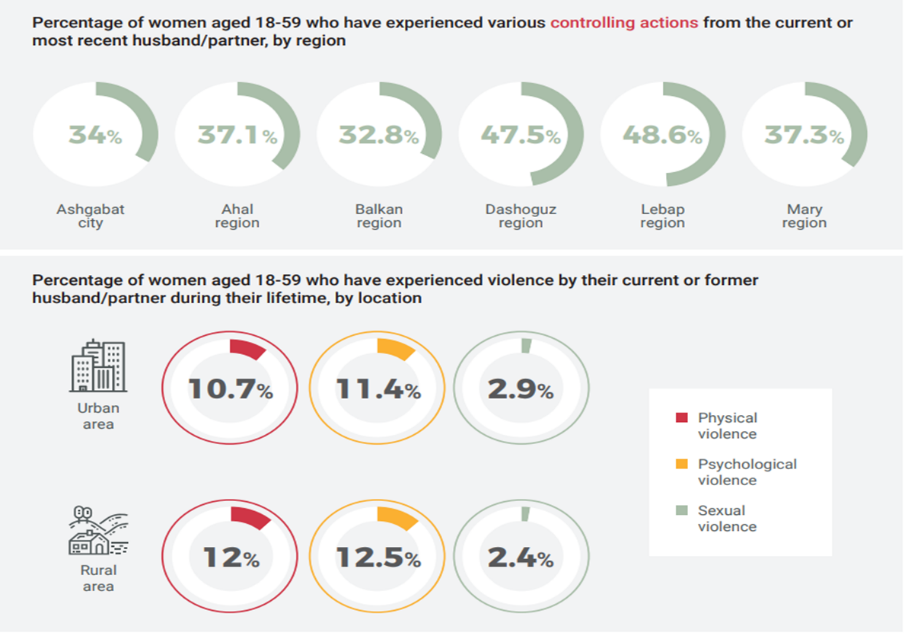 Percentage of women aged 18-59 who have experienced various controlling actions from the current or
most recent husband/partner, by region
34%
37.1%
32.8%
47.5%
48.6%
37.3%
Ashgabat
city
Ahal
region
Balkan
region
Dashoguz
region
Lebap
region
Mary
region
Percentage of women aged 18-59 who have experienced violence by their current or former
husband/partner during their lifetime, by location
Urban
area
10.7%
11.4%
2.9%
Rural
area
12%
12.5%
2.4%
Physical
violence
Psychological
violence
Sexual
violence